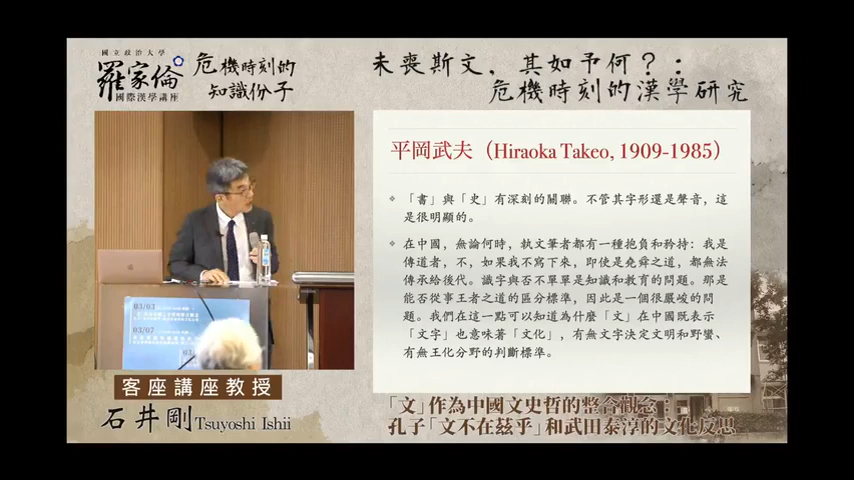 國立政治大學
羅家倫
國際漢學講座
危機時刻的
知識份子
未喪斯文，其如予何？：
危機時刻的漢學研究
平岡武夫（Hiraoka Takeo, 1909-1985）
「書」與「史」有深刻的關聯。不管其字形還是聲音，這
是很明顯的。
在中國，無論何時，執文筆者都有一種抱負和矜持：我是
傳道者，不，如果我不寫下來，即使是堯舜之道，都無法
傳承給後代。識字與否不單單是知識和教育的問題。那是
能否從事王者之道的區分標準，因此是一個很嚴峻的問
題。我們在這一點可以知道為什麼「文」在中國既表示
「文字」也意味著「文化」，有無文字決定文明和野蠻、
有無王化分野的判斷標準。
03/03
03/07
客座講座教授
石井剛Tsuyoshi Ishii
「文」作為中國文史哲的整合觀念：
孔子「文不在茲乎」和武田泰淳的文化反思